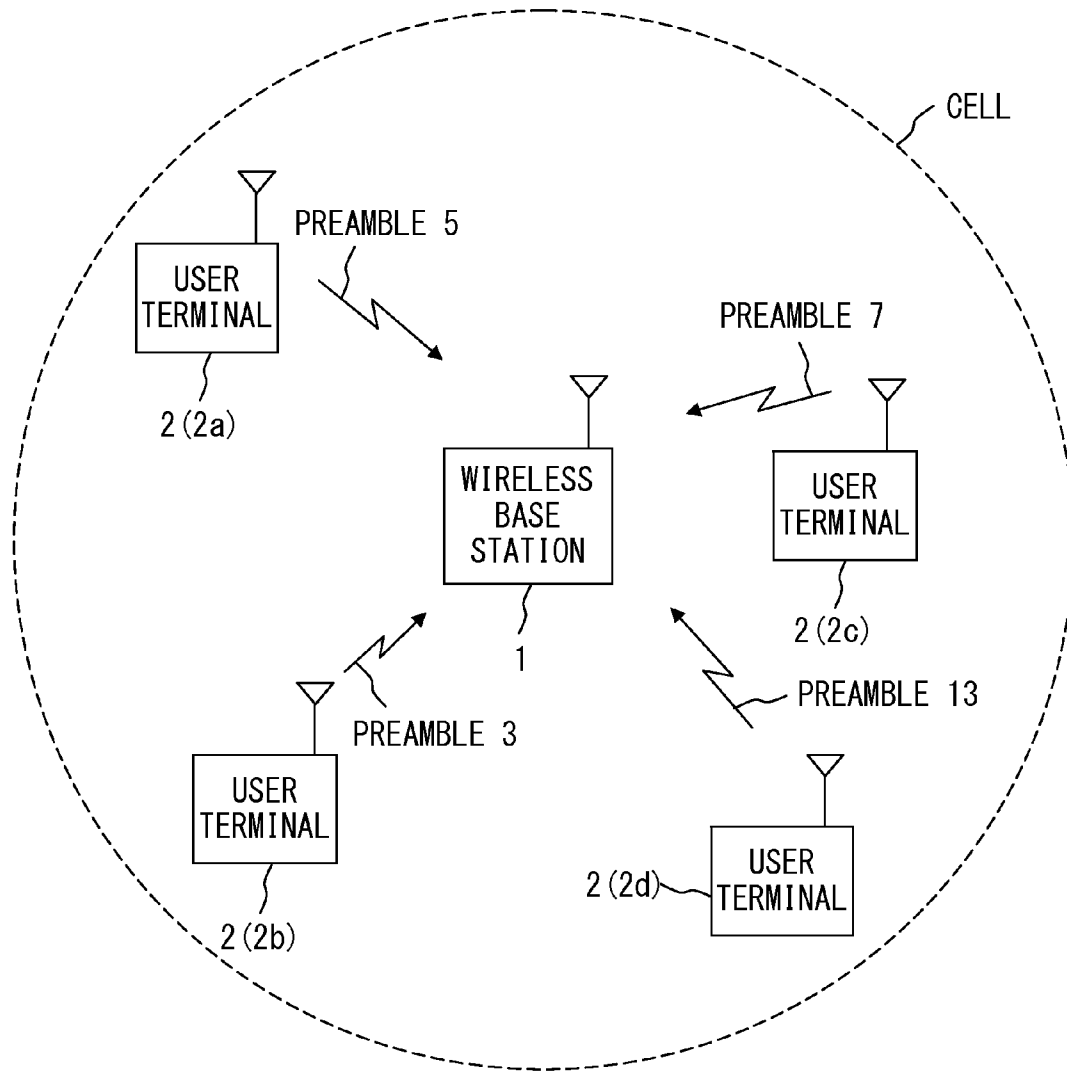 CELL
PREAMBLE 5
USER
TERMINAL
2(2a)
PREAMBLE 7
WIRELESS
BASE
STATION
1
USER
TERMINAL
2(2c)
PREAMBLE 3
PREAMBLE 13
USER
TERMINAL
2(2b)
USER
TERMINAL
2(2d)